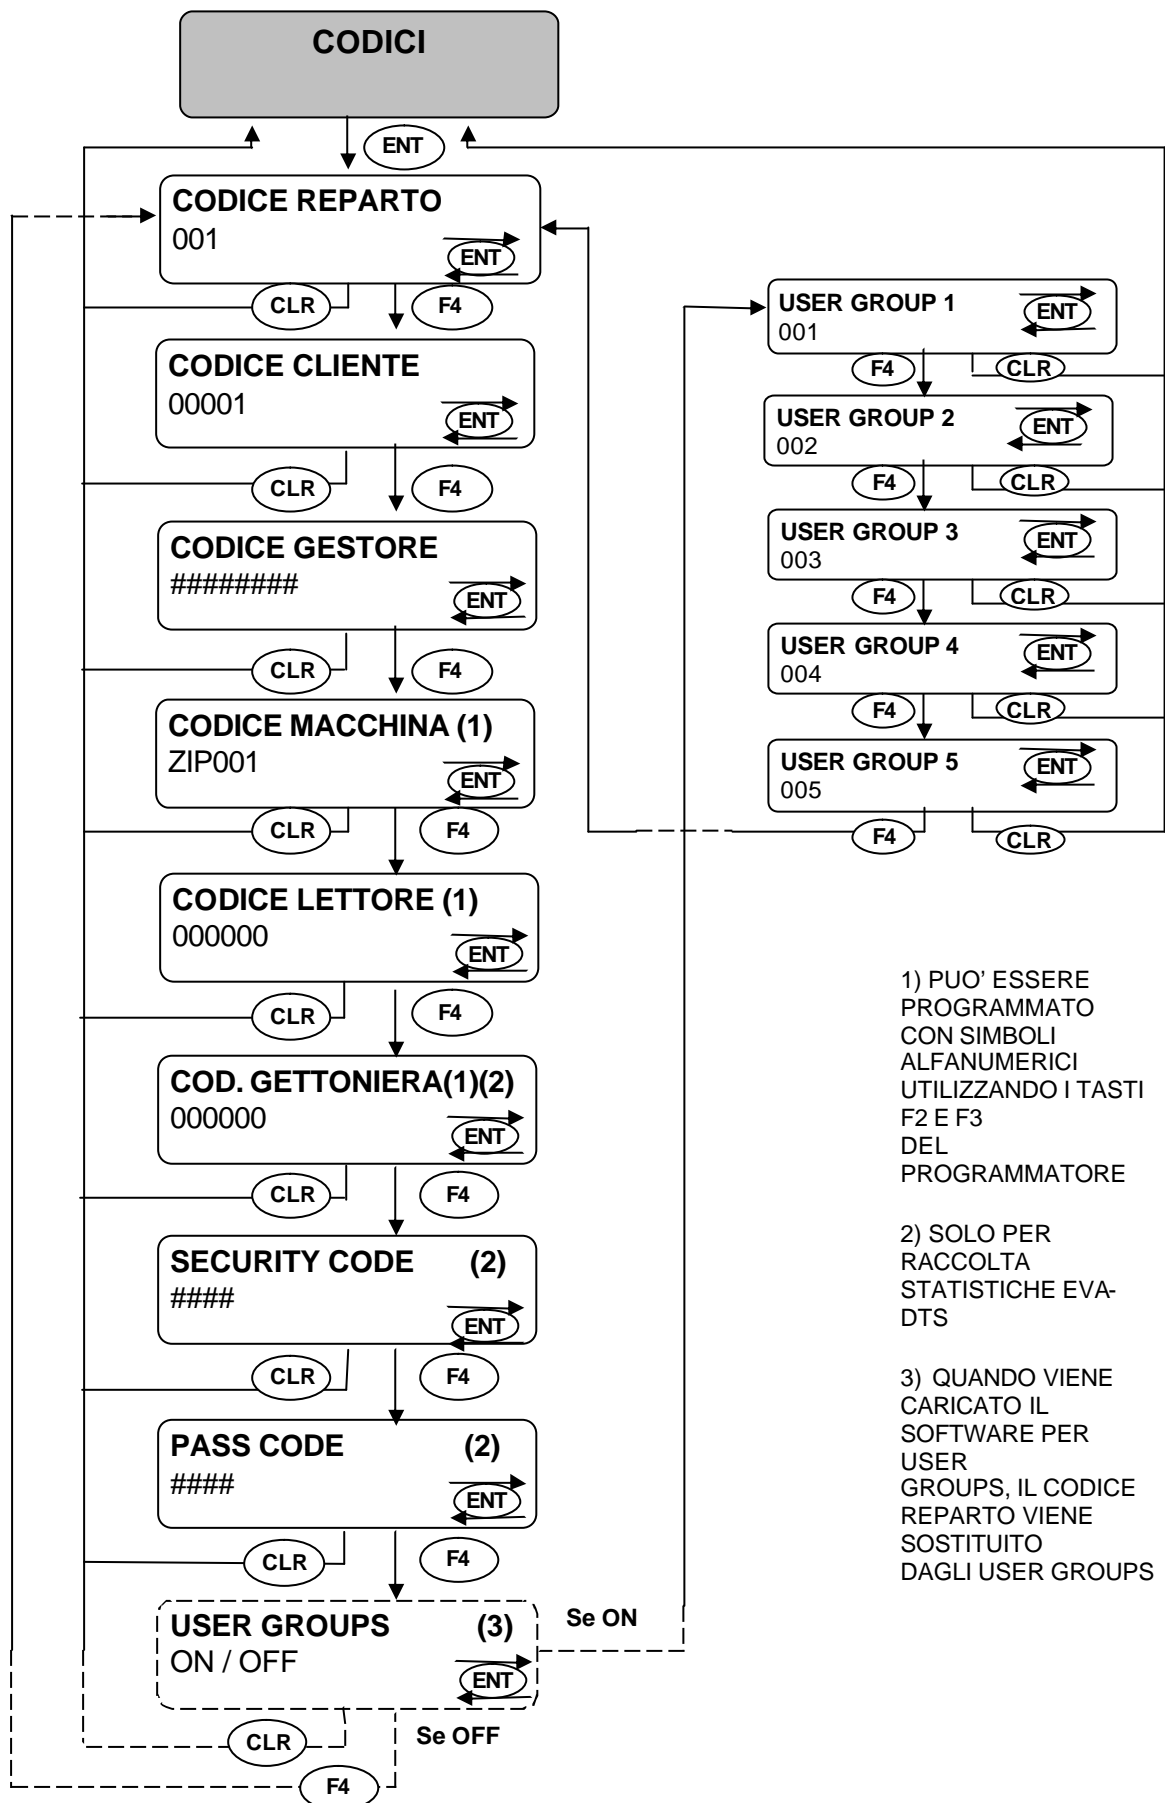 CODICI
ENT
CODICE REPARTO
001
ENT
CLR
F4
CODICE CLIENTE
00001
ENT
CLR
F4
CODICE GESTORE
########
ENT
CLR
F4
CODICE MACCHINA (1)
ZIP001
ENT
CLR
F4
CODICE LETTORE (1)
000000
ENT
CLR
F4
COD. GETTONIERA(1)(2)
000000
ENT
CLR
F4
SECURITY CODE (2)
####
ENT
CLR
F4
PASS CODE (2)
####
ENT
CLR
F4
USER GROUPS (3)
ON / OFF
ENT
Se ON
CLR
Se OFF
F4
USER GROUP 1
001
ENT
F4
CLR
USER GROUP 2
002
ENT
F4
CLR
USER GROUP 3
003
ENT
F4
CLR
USER GROUP 4
004
ENT
F4
CLR
USER GROUP 5
005
ENT
F4
CLR
1) PUO' ESSERE
PROGRAMMATO
CON SIMBOLI
ALFANUMERICI
UTILIZZANDO I TASTI
F2 E F3
DEL
PROGRAMMATORE
2) SOLO PER
RACCOLTA
STATISTICHE EVA-
DTS
3) QUANDO VIENE
CARICATO IL
SOFTWARE PER
USER
GROUPS, IL CODICE
REPARTO VIENE
SOSTITUITO
DAGLI USER GROUPS